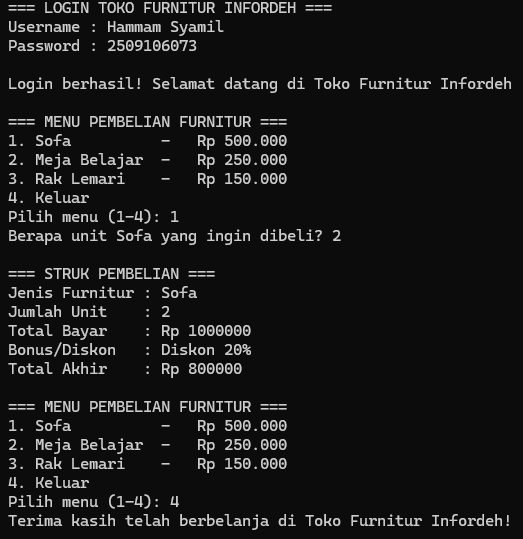 === LOGIN TOKO FURNITUR INFORDEH ===
Username : Hammam Syamil
Password : 2509106073

Login berhasil! Selamat datang di Toko Furnitur Infordeh

=== MENU PEMBELIAN FURNITUR ===
1. Sofa          -   Rp 500.000
2. Meja Belajar  -   Rp 250.000
3. Rak Lemari    -   Rp 150.000
4. Keluar
Pilih menu (1-4): 1
Berapa unit Sofa yang ingin dibeli? 2

=== STRUK PEMBELIAN ===
Jenis Furnitur : Sofa
Jumlah Unit    : 2
Total Bayar    : Rp 1000000
Bonus/Diskon   : Diskon 20%
Total Akhir    : Rp 800000

=== MENU PEMBELIAN FURNITUR ===
1. Sofa          -   Rp 500.000
2. Meja Belajar  -   Rp 250.000
3. Rak Lemari    -   Rp 150.000
4. Keluar
Pilih menu (1-4): 4
Terima kasih telah berbelanja di Toko Furnitur Infordeh!